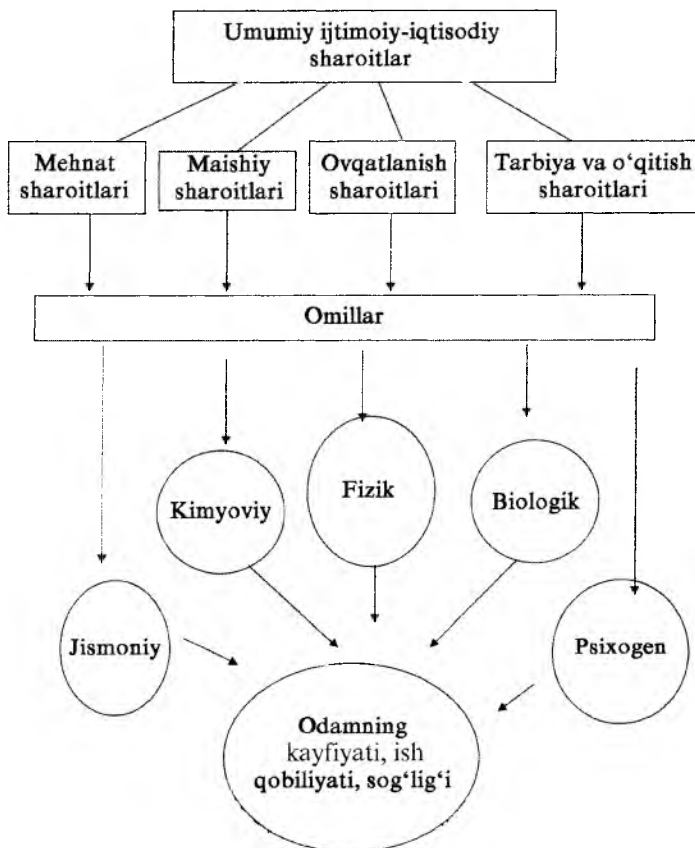 Umumiy ijtimoiy-iqtisodiy
sharoitlar
Mehnat
sharoitlari
Maishiy
sharoitlari
Ovqatlanish
sharoitlari
Tarbiya va o‘qitish
sharoitlari
Omillar
Kimyoviy
Fizik
Biologik
Jismoniy
Psixogen
Odamning
kayfiyati, ish
qobiliyati, sog‘lig‘i